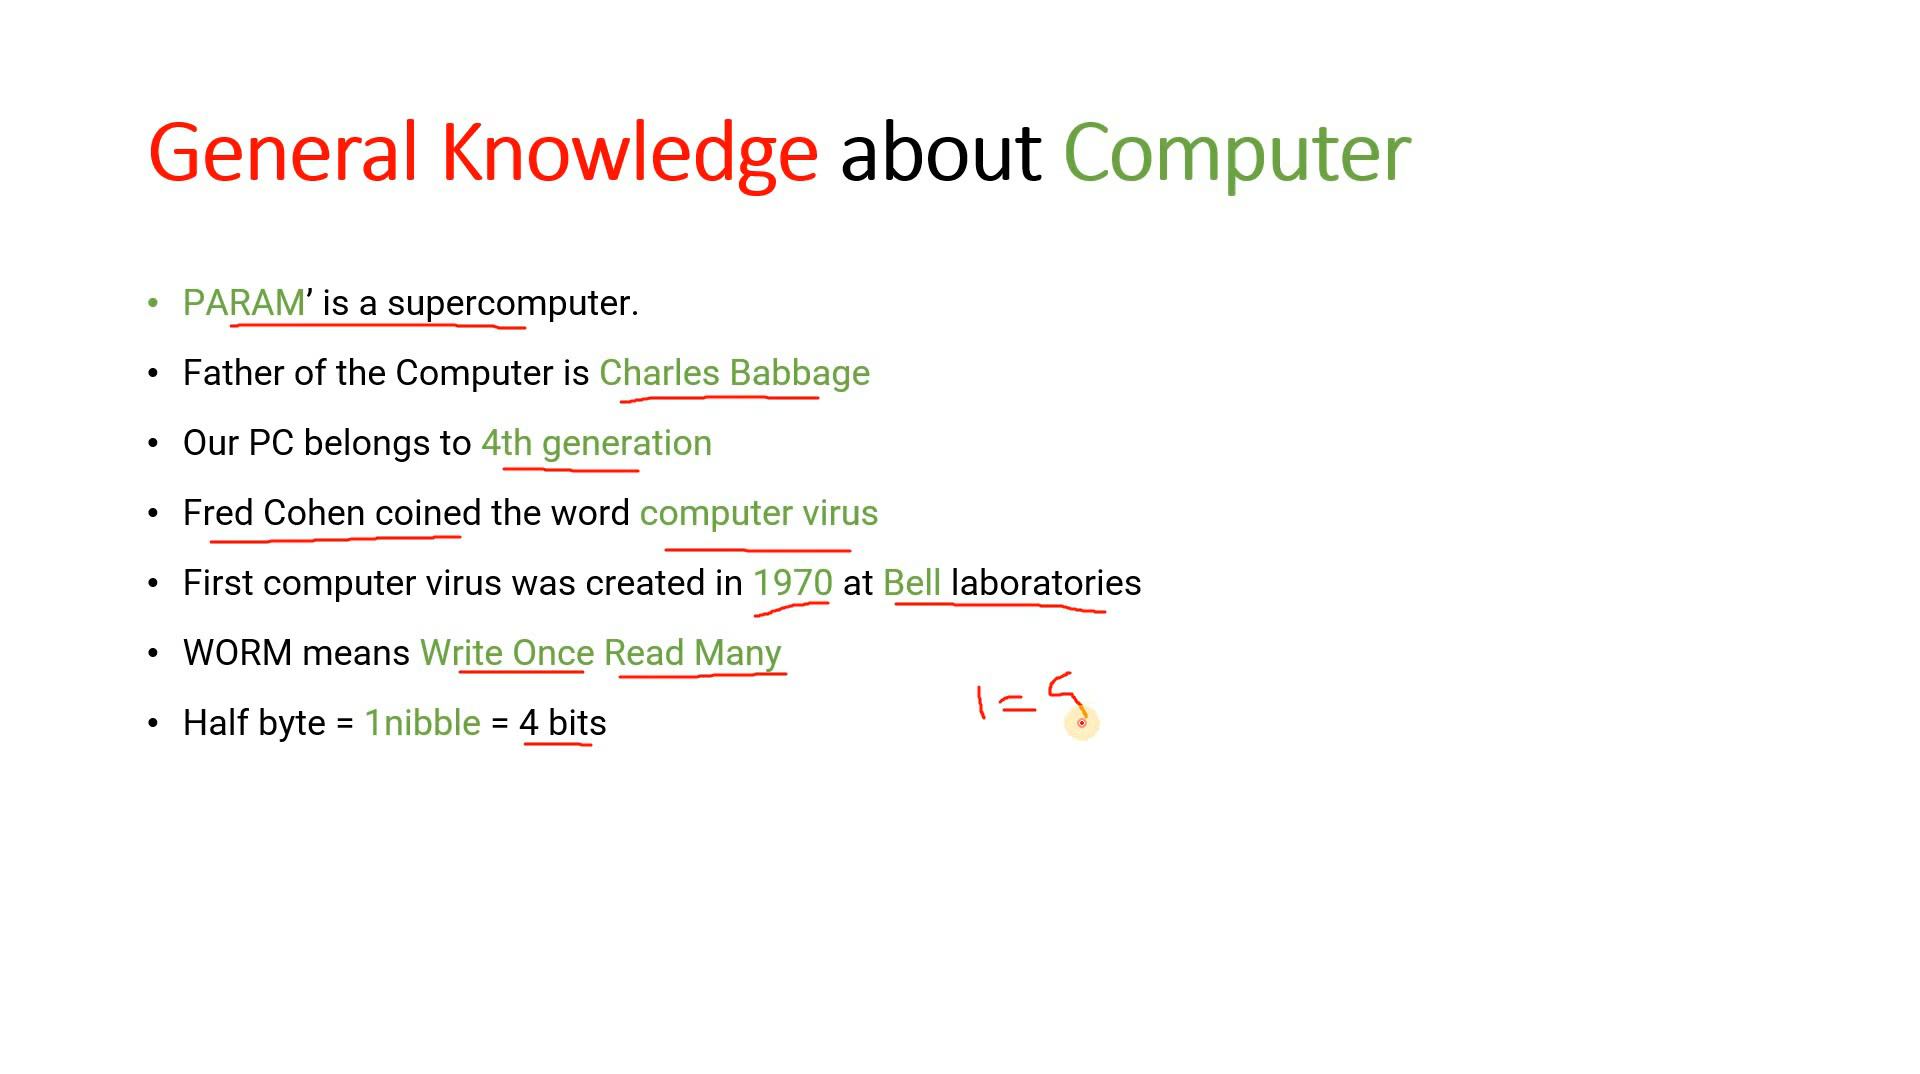 General Knowledge about Computer
• PARAM’ is a supercomputer.
• Father of the Computer is Charles Babbage
• Our PC belongs to 4th generation
• Fred Cohen coined the word computer virus
• First computer virus was created in 1970 at Bell laboratories
• WORM means Write Once Read Many
• Half byte = 1nibble = 4 bits
1 =